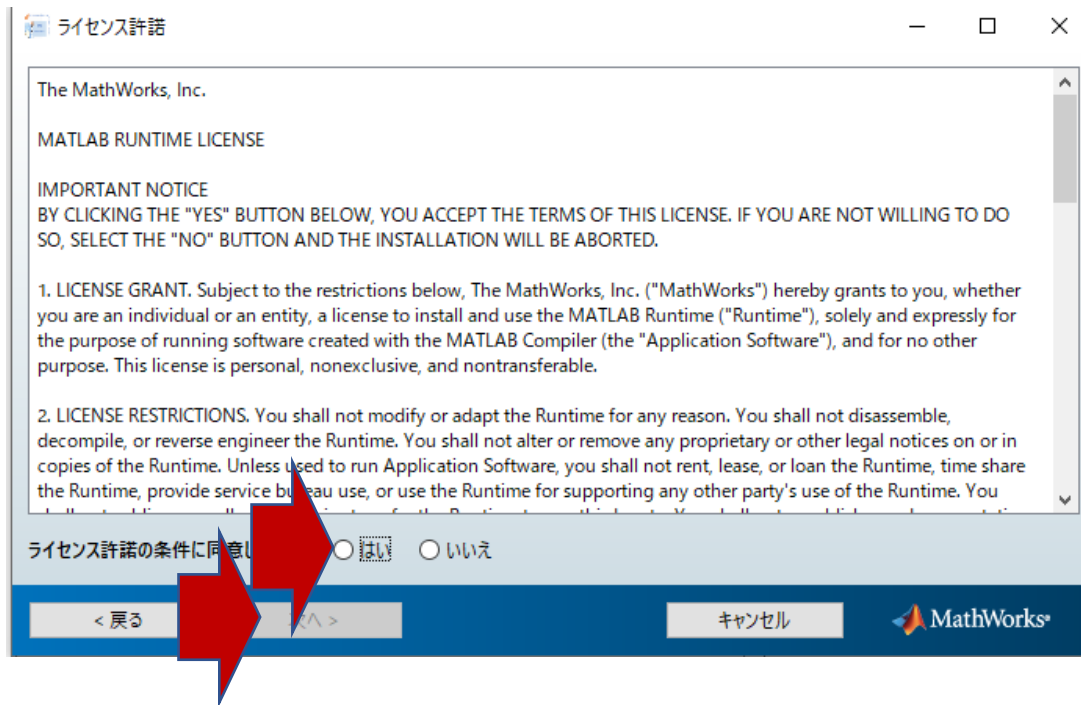 ライセンス許諾
The MathWorks, Inc.
MATLAB RUNTIME LICENSE
IMPORTANT NOTICE
BY CLICKING THE "YES" BUTTON BELOW, YOU ACCEPT THE TERMS OF THIS LICENSE. IF YOU ARE NOT WILLING TO DO
SO, SELECT THE "NO" BUTTON AND THE INSTALLATION WILL BE ABORTED.
1. LICENSE GRANT. Subject to the restrictions below, The MathWorks, Inc. ("MathWorks") hereby grants to you, whether
you are an individual or an entity, a license to install and use the MATLAB Runtime ("Runtime"), solely and expressly for
the purpose of running software created with the MATLAB Compiler (the "Application Software"), and for no other
purpose. This license is personal, nonexclusive, and nontransferable.
2. LICENSE RESTRICTIONS. You shall not modify or adapt the Runtime for any reason. You shall not disassemble,
decompile, or reverse engineer the Runtime. You shall not alter or remove any proprietary or other legal notices on or in
copies of the Runtime. Unless used to run Application Software, you shall not rent, lease, or loan the Runtime, time share
the Runtime, provide service bureau use, or use the Runtime for supporting any other party's use of the Runtime. You
ライセンス許諾の条件に同意し はい いいえ
< 戻る 次へ > キャンセル MathWorks®